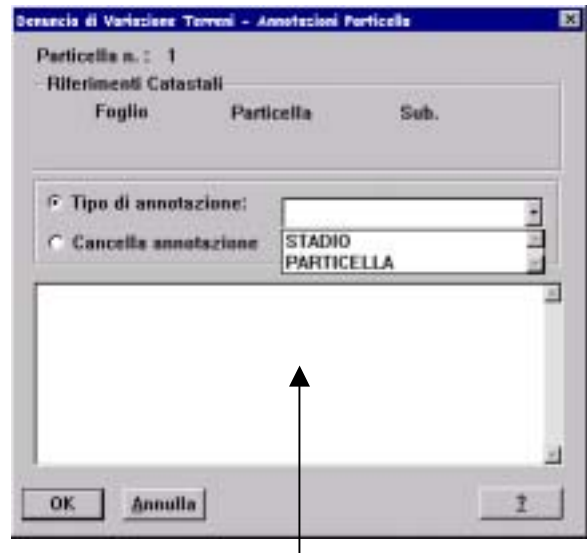 Denuncia di Variazione Terreni - Annotazioni Particella
Particella n. : 1
Riferimenti Catastali
Foglio Particella Sub.
Tipo di annotazione:
Cancella annotazione
STADIO
PARTICELLA
OK Annulla ?